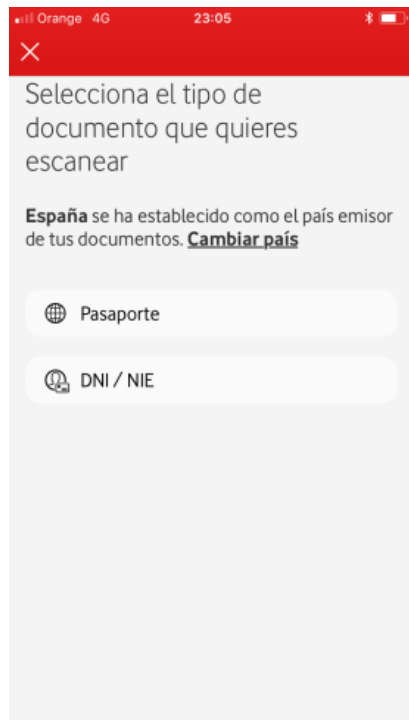 Orange 4G 23:05
Selecciona el tipo de
documento que quieres
escanear
España se ha establecido como el país emisor
de tus documentos. Cambiar país
Pasaporte
DNI / NIE